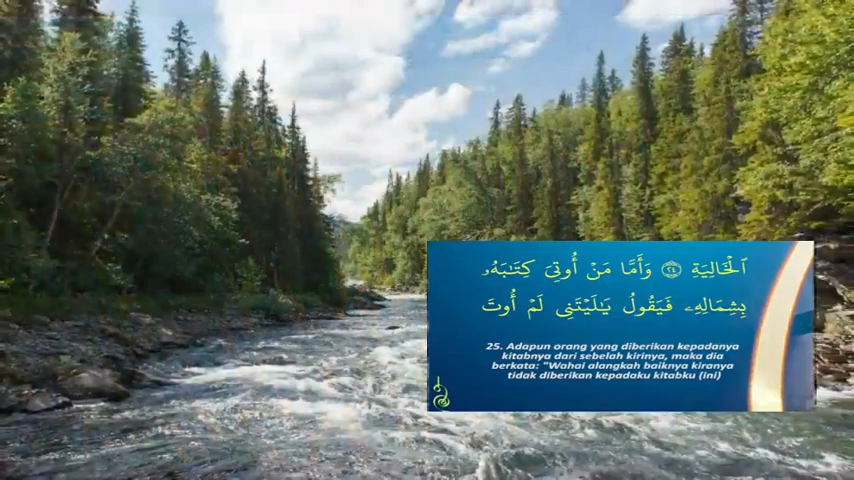 ٱلْخَالِيَةِ ۝٢٤ وَأَمَّا مَنْ أُوتِىَ كِتَـٰبَهُۥ
بِشِمَالِهِۦ فَيَقُولُ يَـٰلَيْتَنِى لَمْ أُوتَ
25. Adapun orang yang diberikan kepadanya
kitabnya dari sebelah kirinya, maka dia
berkata: "Wahai alangkah baiknya kiranya
tidak diberikan kepadaku kitabku (ini)